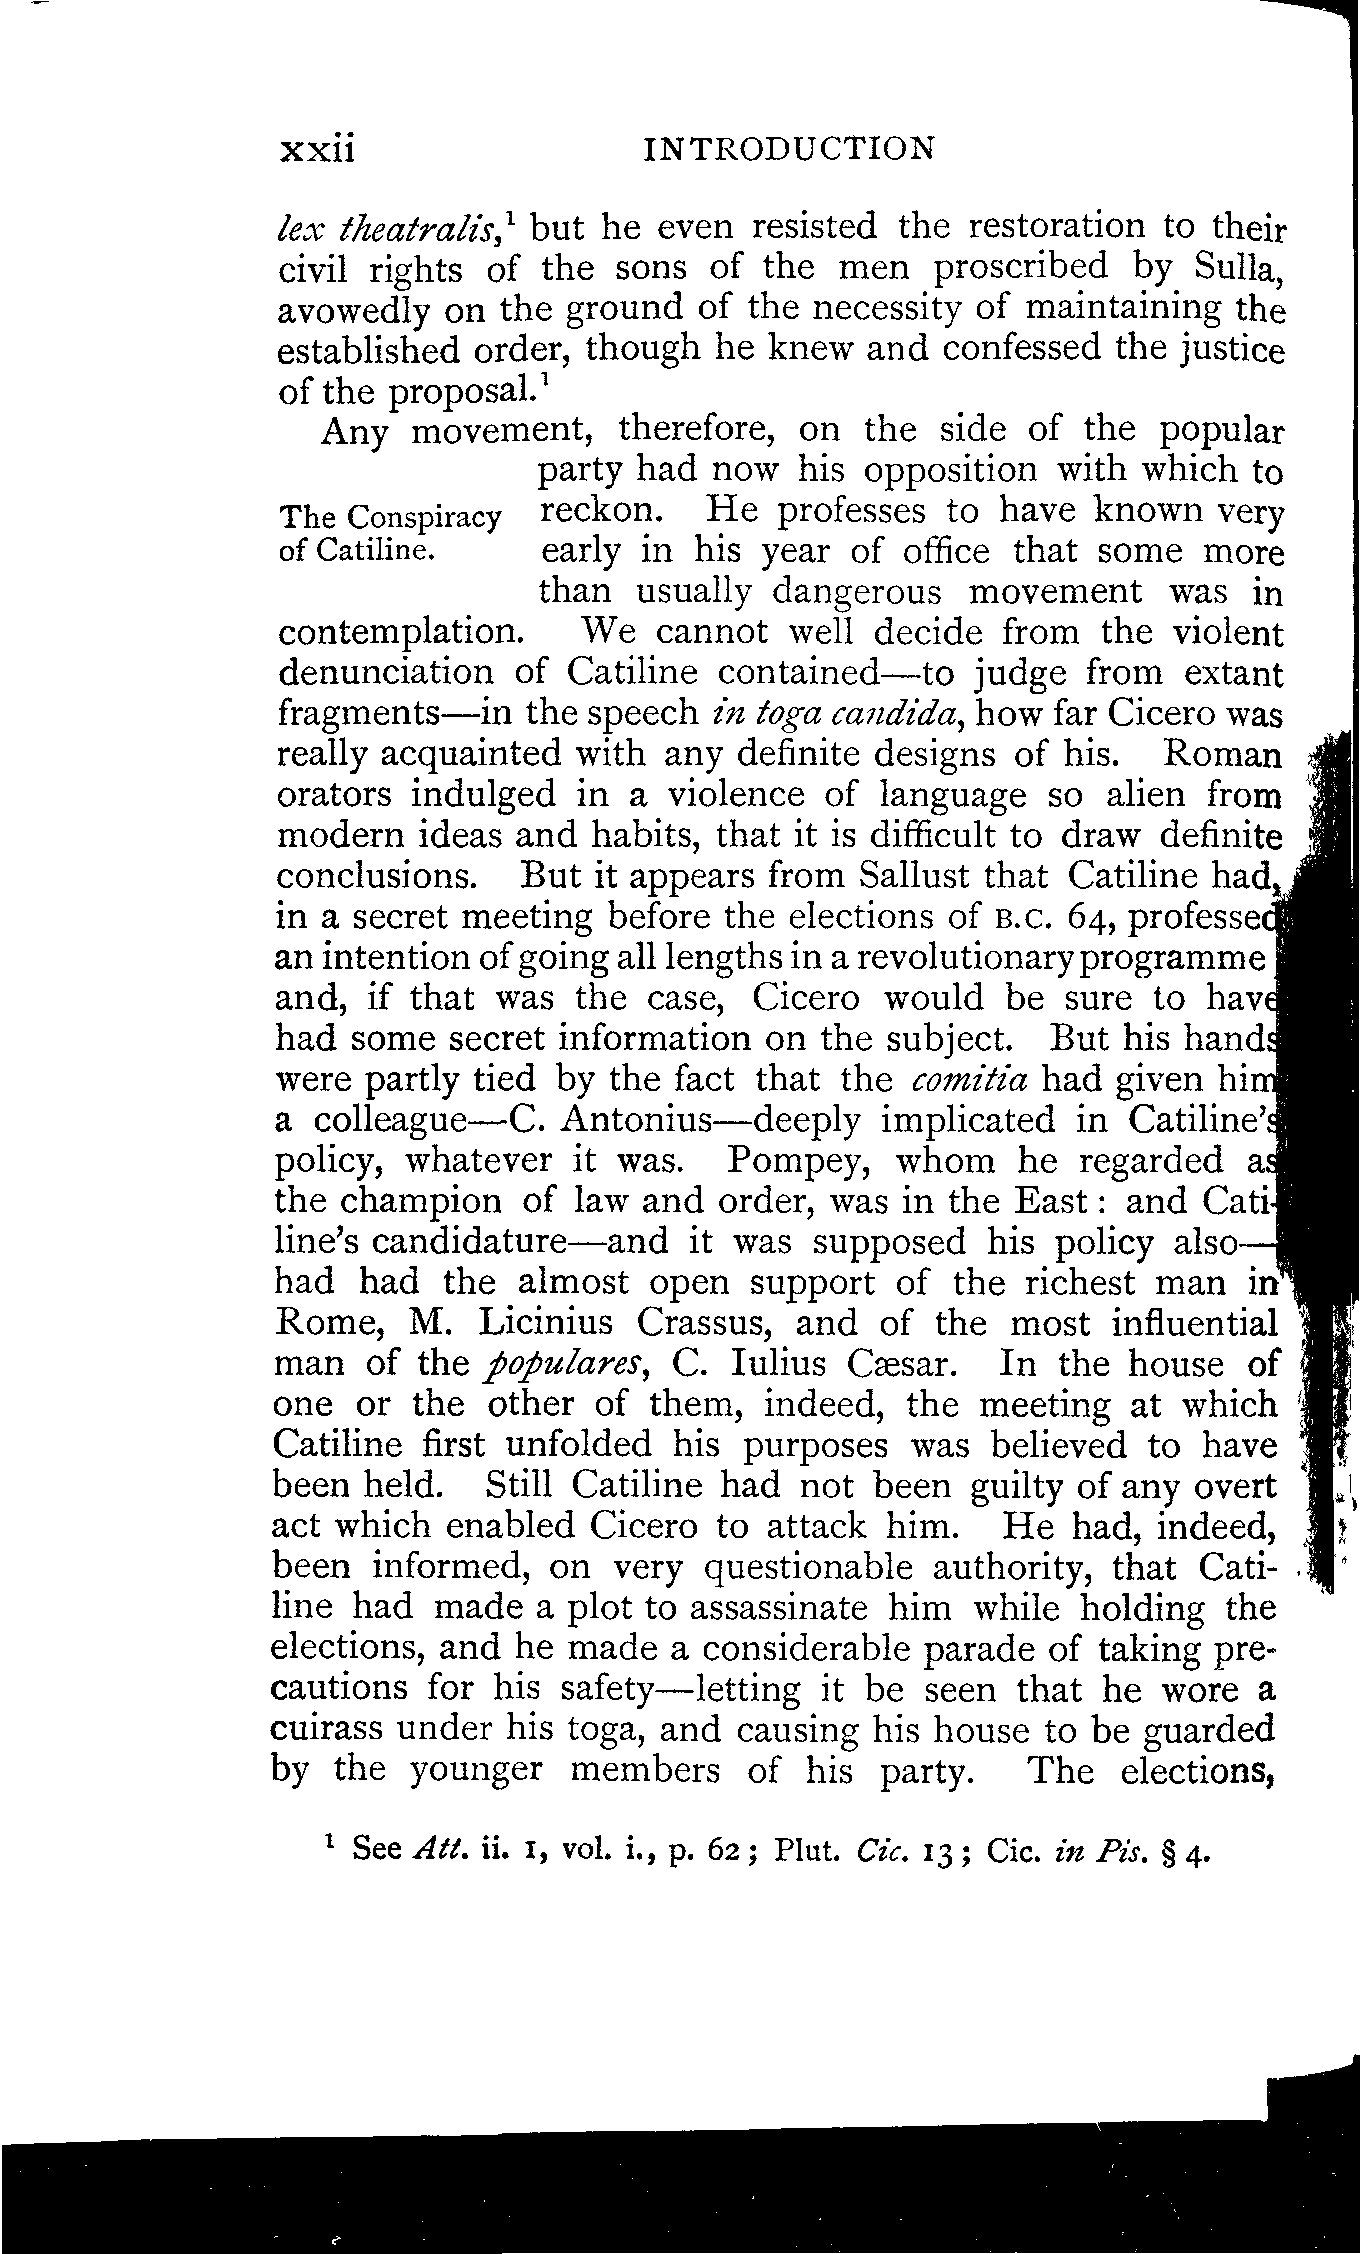 xxii INTRODUCTION
lex theatralis,¹ but he even resisted the restoration to their
civil rights of the sons of the men proscribed by Sulla,
avowedly on the ground of the necessity of maintaining the
established order, though he knew and confessed the justice
of the proposal.¹
Any movement, therefore, on the side of the popular
party had now his opposition with which to
The Conspiracy reckon. He professes to have known very
of Catiline. early in his year of office that some more
than usually dangerous movement was in
contemplation. We cannot well decide from the violent
denunciation of Catiline contained—to judge from extant
fragments—in the speech in toga candida, how far Cicero was
really acquainted with any definite designs of his. Roman
orators indulged in a violence of language so alien from
modern ideas and habits, that it is difficult to draw definite
conclusions. But it appears from Sallust that Catiline had,
in a secret meeting before the elections of B.C. 64, professed
an intention of going all lengths in a revolutionary programme
and, if that was the case, Cicero would be sure to have
had some secret information on the subject. But his hands
were partly tied by the fact that the comitia had given him
a colleague—C. Antonius—deeply implicated in Catiline's
policy, whatever it was. Pompey, whom he regarded as
the champion of law and order, was in the East : and Cati-
line's candidature—and it was supposed his policy also—
had had the almost open support of the richest man in
Rome, M. Licinius Crassus, and of the most influential
man of the populares, C. Iulius Cæsar. In the house of
one or the other of them, indeed, the meeting at which
Catiline first unfolded his purposes was believed to have
been held. Still Catiline had not been guilty of any overt
act which enabled Cicero to attack him. He had, indeed,
been informed, on very questionable authority, that Cati-
line had made a plot to assassinate him while holding the
elections, and he made a considerable parade of taking pre-
cautions for his safety—letting it be seen that he wore a
cuirass under his toga, and causing his house to be guarded
by the younger members of his party. The elections,
¹ See Att. ii. 1, vol. i., p. 62 ; Plut. Cic. 13 ; Cic. in Pis. § 4.